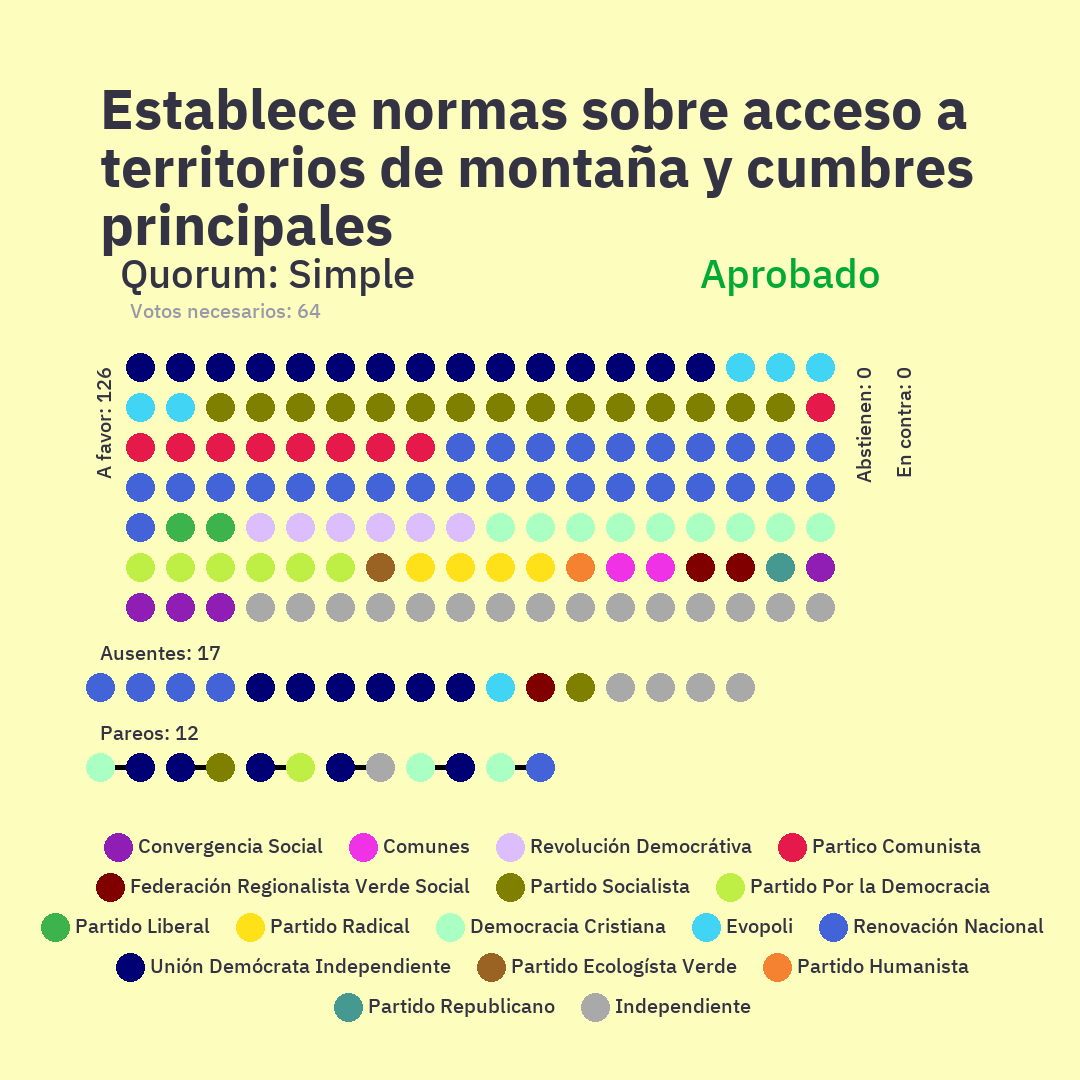 Establece normas sobre acceso a
territorios de montaña y cumbres
principales
Quorum: Simple
Aprobado
Votos necesarios: 64
A favor: 126
Abstienen: 0
En contra: 0
Ausentes: 17
Pareos: 12
Convergencia Social Comunes Revolución Democrátiva Partico Comunista
Federación Regionalista Verde Social Partido Socialista Partido Por la Democracia
Partido Liberal Partido Radical Democracia Cristiana Evopoli Renovación Nacional
Unión Demócrata Independiente Partido Ecologísta Verde Partido Humanista
Partido Republicano Independiente